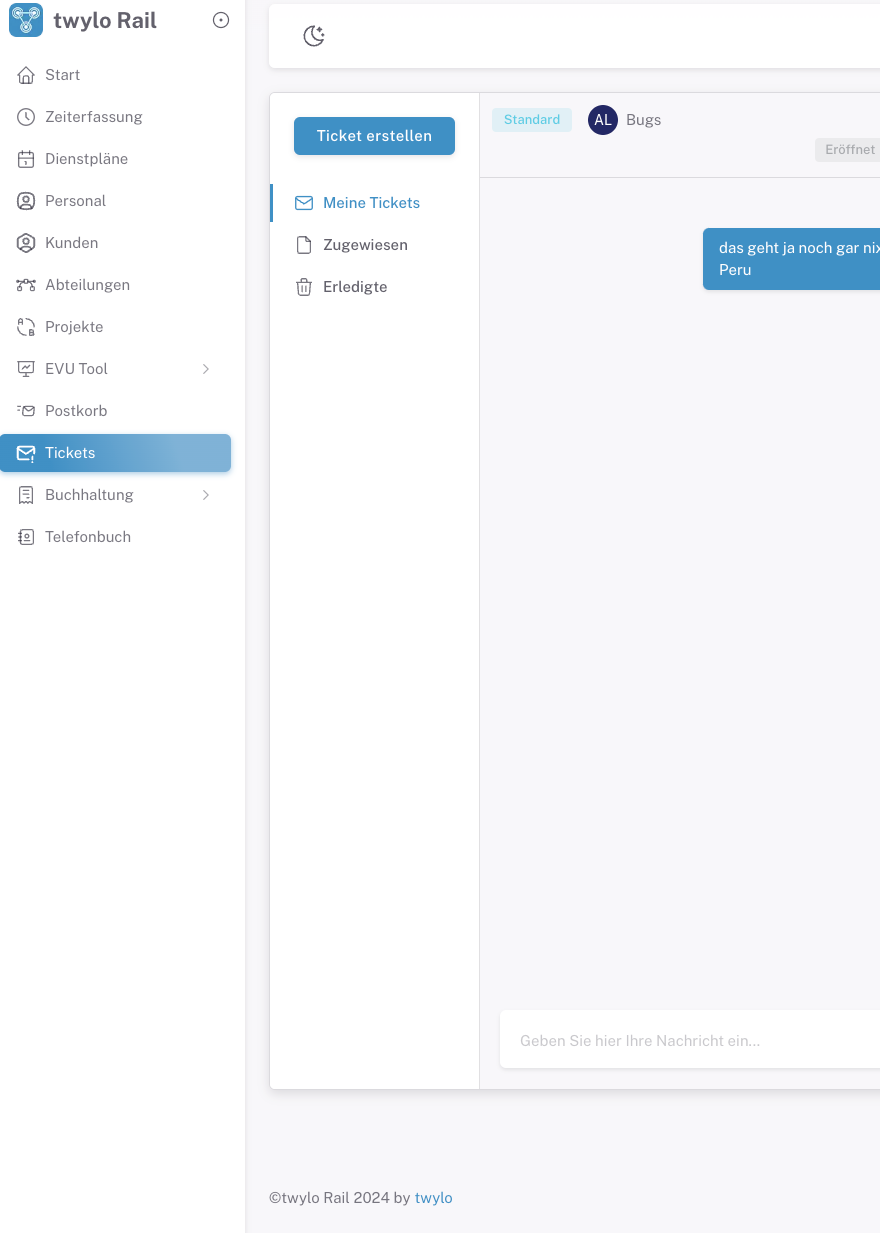 twylo Rail
Start
Zeiterfassung
Dienstpläne
Personal
Kunden
Abteilungen
Projekte
EVU Tool
Postkorb
Tickets
Buchhaltung
Telefonbuch
Ticket erstellen
Meine Tickets
Zugewiesen
Erledigte
Standard
AL Bugs
Eröffnet
das geht ja noch gar nix
Peru
Geben Sie hier Ihre Nachricht ein...
©twylo Rail 2024 by twylo